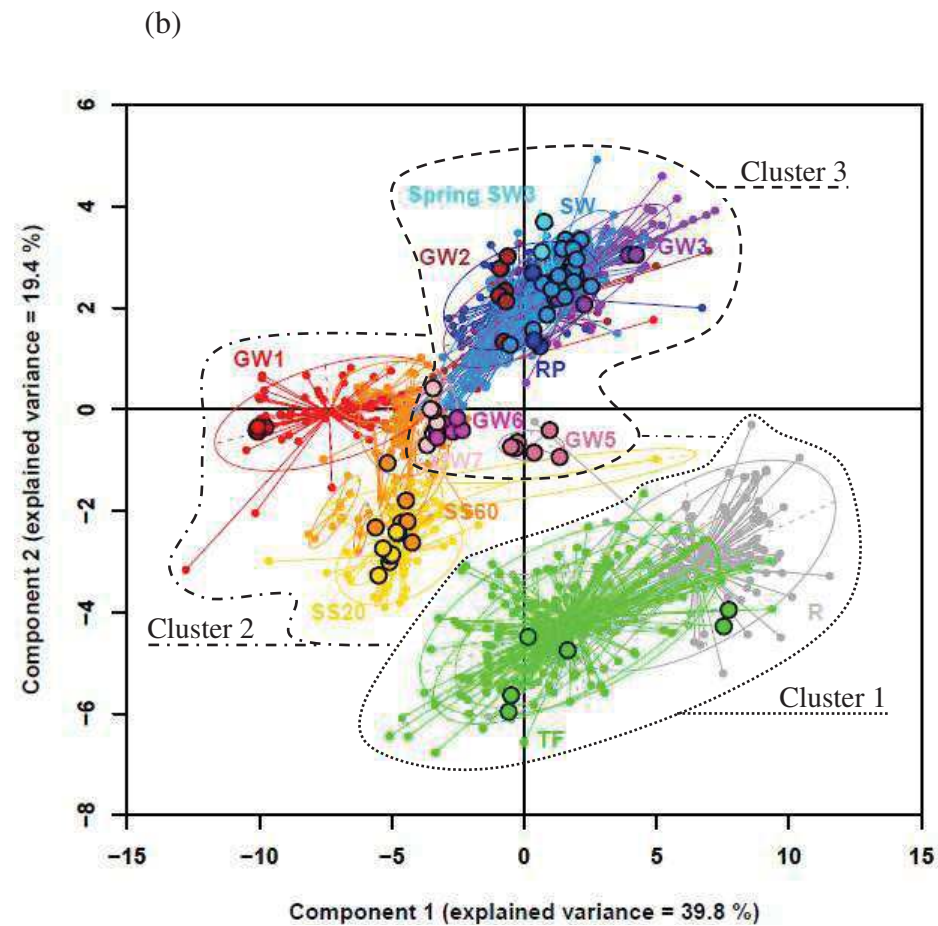 (b)
6
4
2
0
−2
−4
−6
−8
Component 2 (explained variance = 19.4 %)
Cluster 3
Spring SW3
SW
GW2
GW3
RP
GW1
GW6
GW5
GW7
SS60
SS20
Cluster 2
R
Cluster 1
TF
−15
−10
−5
0
5
10
15
Component 1 (explained variance = 39.8 %)